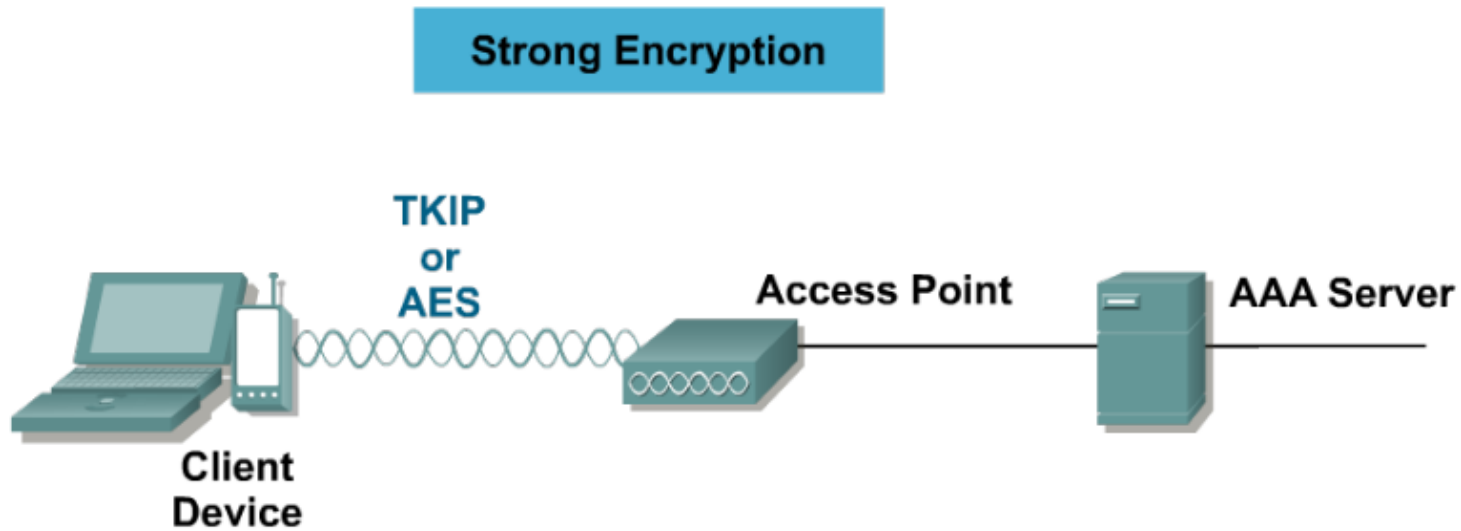 Strong Encryption
TKIP
or
AES
Access Point
AAA Server
Client
Device